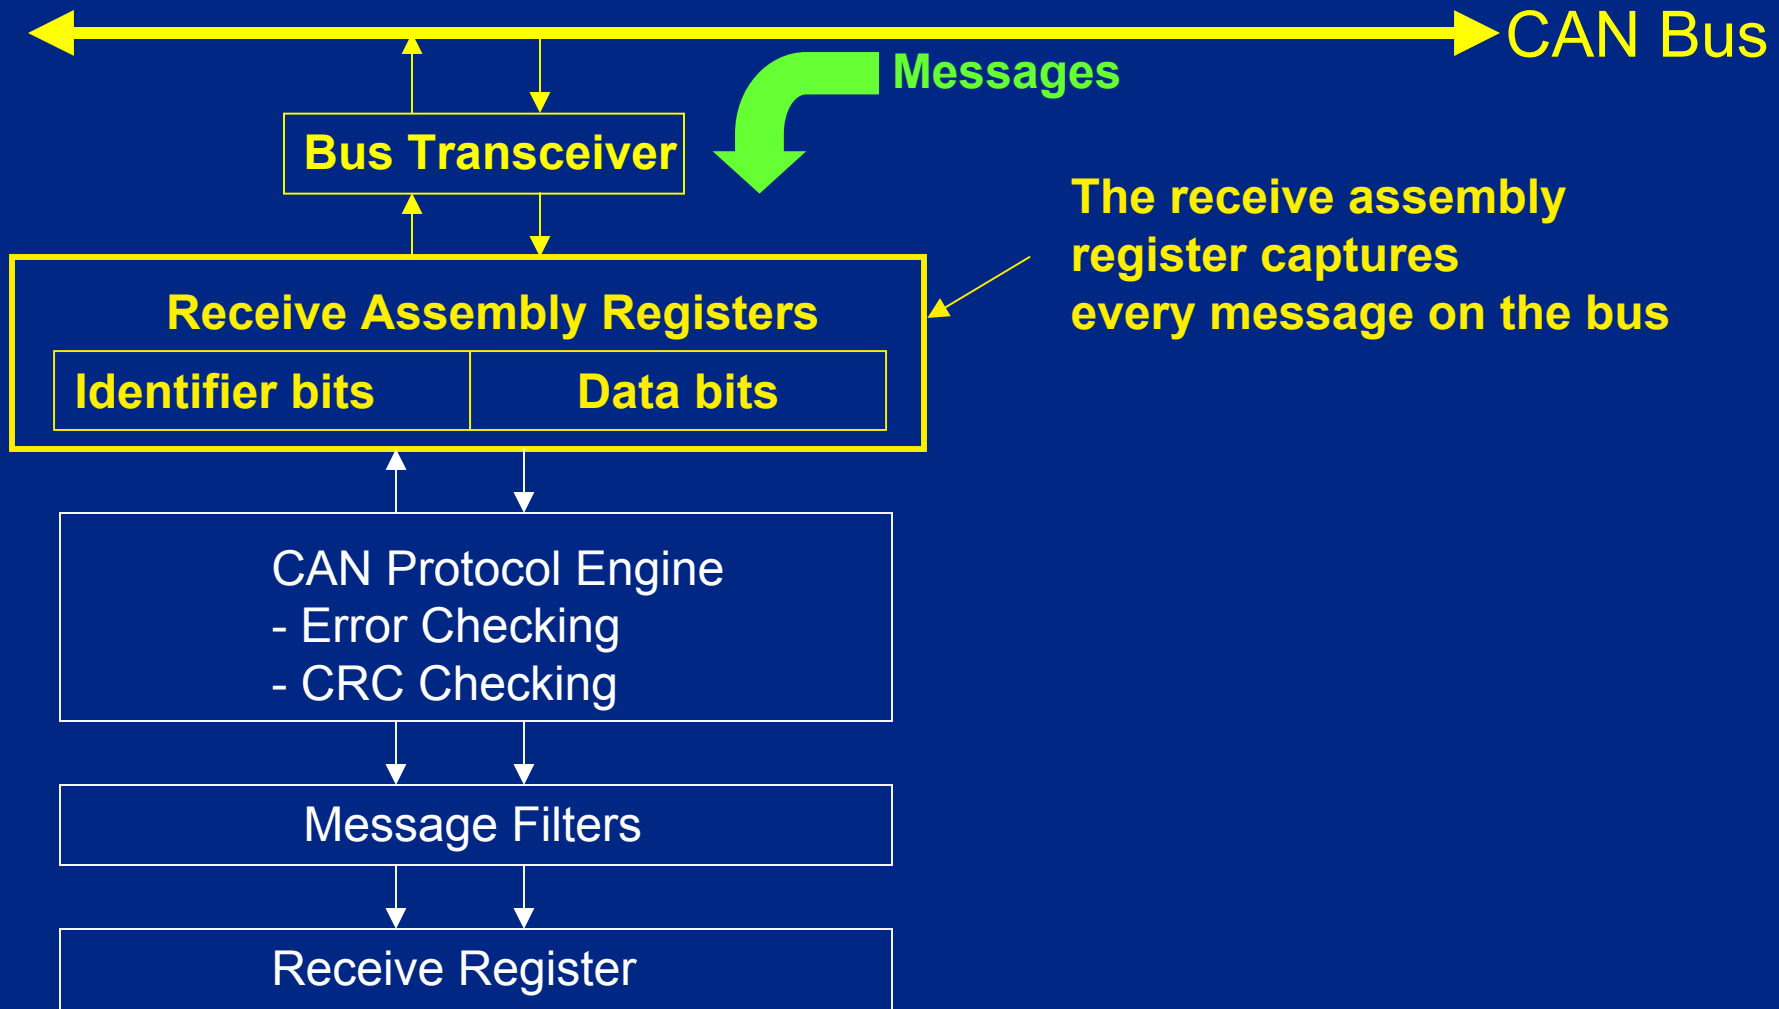 CAN Bus
Messages
Bus Transceiver
The receive assembly
register captures
every message on the bus
Receive Assembly Registers
Identifier bits
Data bits
CAN Protocol Engine
- Error Checking
- CRC Checking
Message Filters
Receive Register